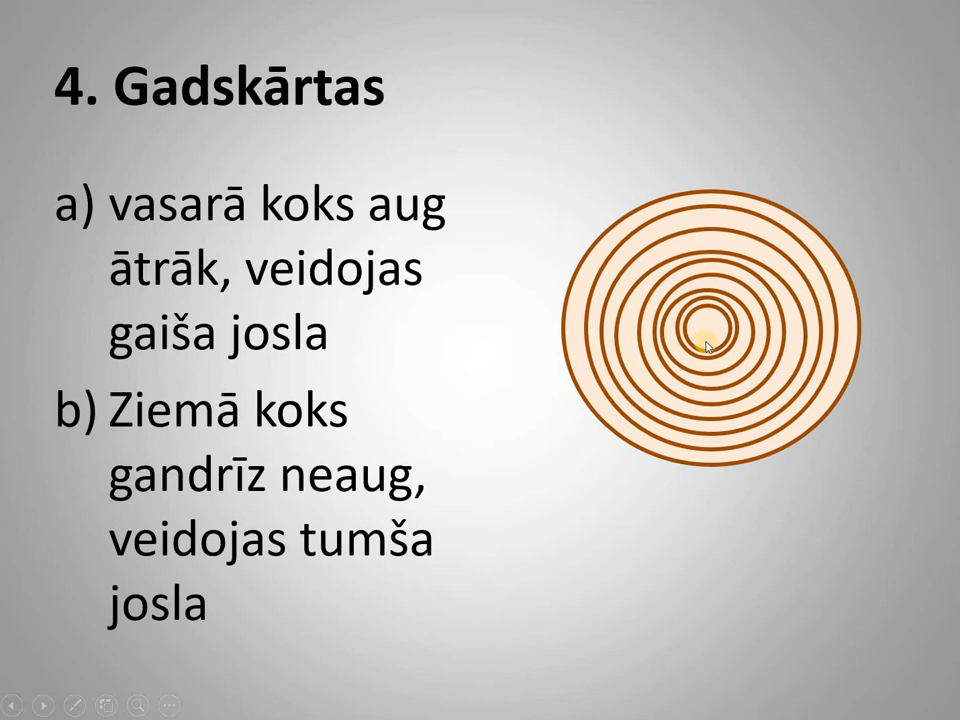 4. Gadskārtas
a) vasarā koks aug
ātrāk, veidojas
gaiša josla
b) Ziemā koks
gandrīz neaug,
veidojas tumša
josla